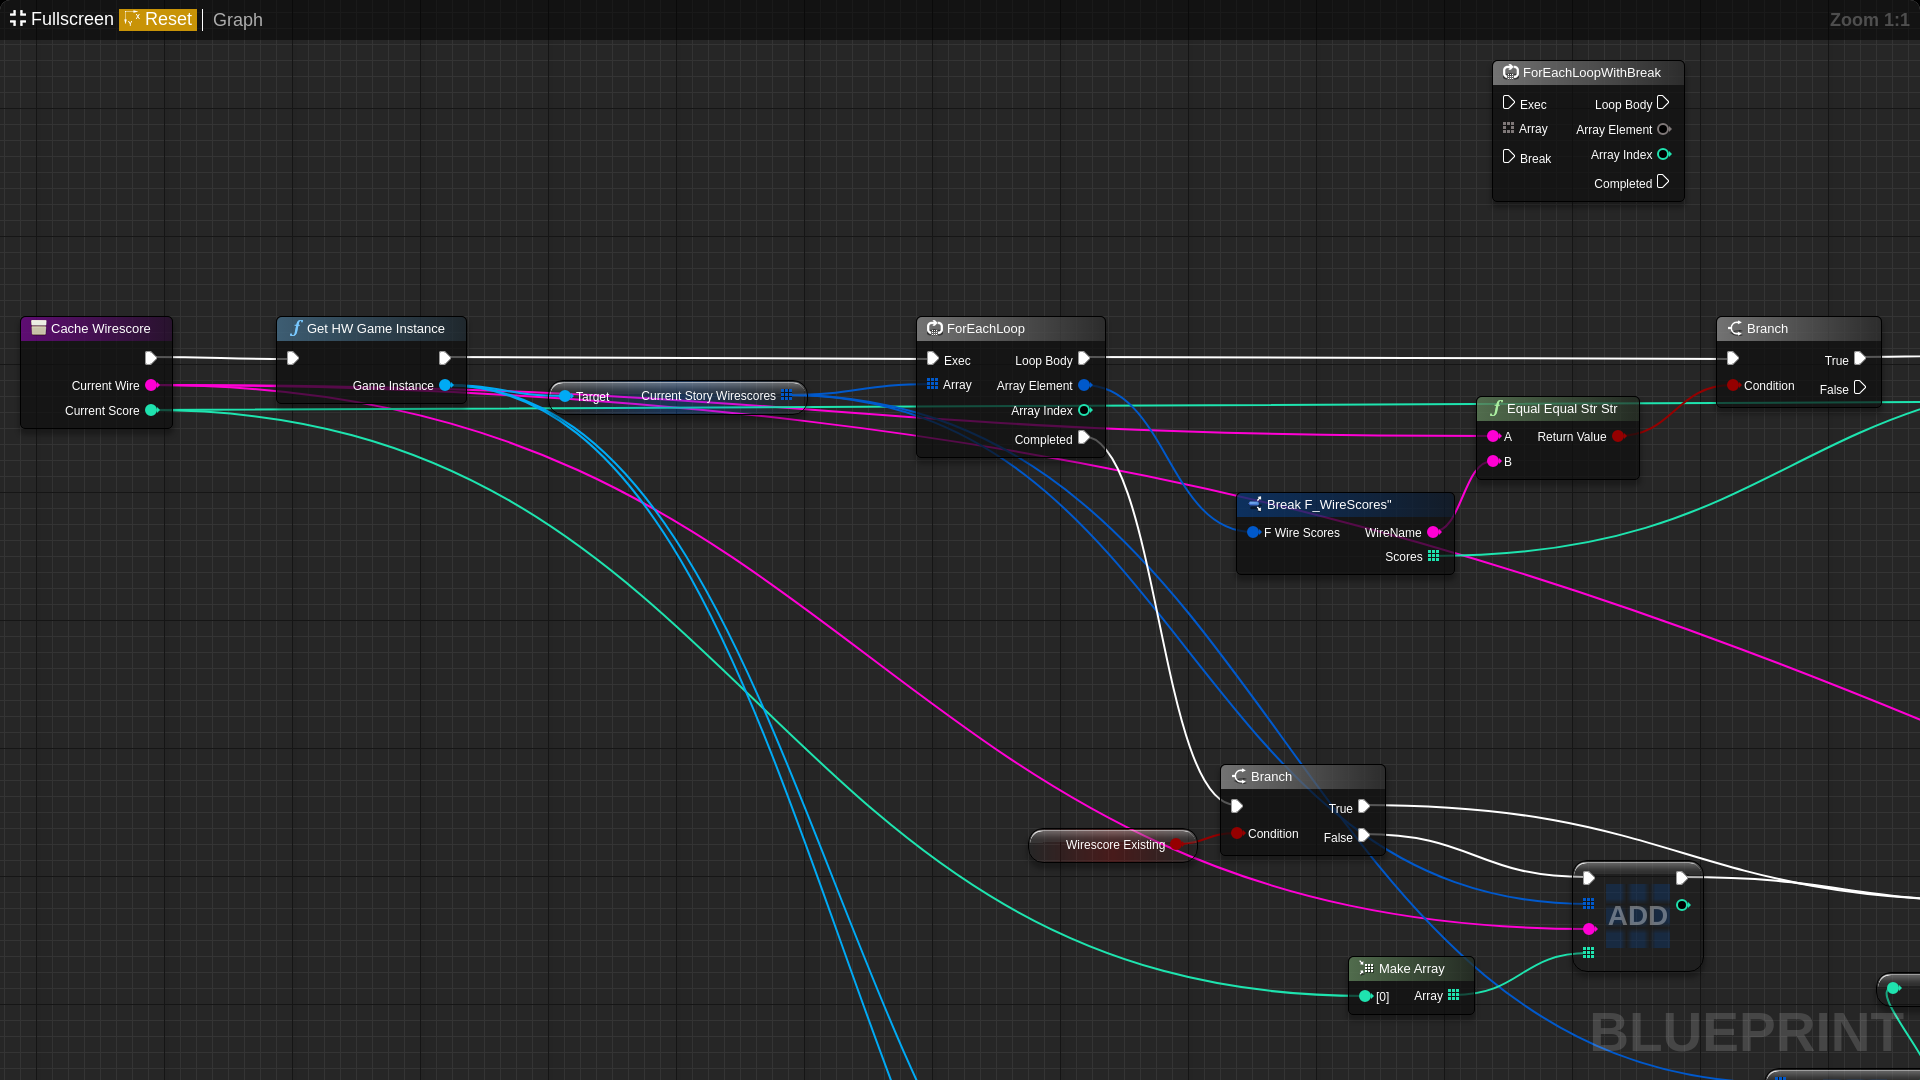 Fullscreen Reset Graph Zoom 1:1
ForEachLoopWithBreak
Exec Loop Body
Array Array Element
Array Index
Break
Completed
Cache Wirescore
Current Wire
Current Score
Get HW Game Instance
Game Instance
Target Current Story Wirescores
ForEachLoop
Exec Loop Body
Array Array Element
Array Index
Completed
Branch
True
Condition
False
Equal Equal Str Str
A Return Value
B
Break F_WireScores"
F Wire Scores WireName
Scores
Branch
True
Condition
False
Wirescore Existing
ADD
Make Array
[0] Array
BLUEPRINT